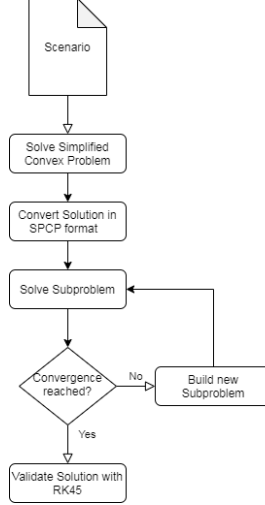 Scenario
Solve Simplified
Convex Problem
Convert Solution in
SPCP format
Solve Subproblem
Convergence
reached?
No
Build new
Subproblem
Yes
Validate Solution with
RK45